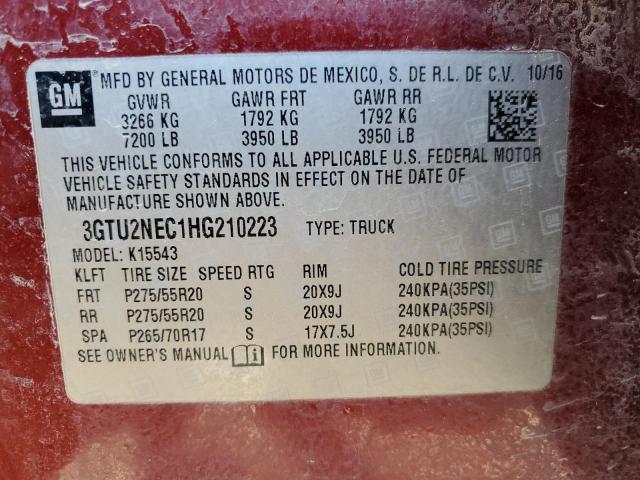 GM MFD BY GENERAL MOTORS DE MEXICO, S. DE R.L. DE C.V. 10/16
GVWR GAWR FRT GAWR RR
3266 KG 1792 KG 1792 KG
7200 LB 3950 LB 3950 LB
THIS VEHICLE CONFORMS TO ALL APPLICABLE U.S. FEDERAL MOTOR
VEHICLE SAFETY STANDARDS IN EFFECT ON THE DATE OF
MANUFACTURE SHOWN ABOVE.
3GTU2NEC1HG210223 TYPE: TRUCK
MODEL: K15543
KLFT TIRE SIZE SPEED RTG RIM COLD TIRE PRESSURE
FRT P275/55R20 S 20X9J 240KPA(35PSI)
RR P275/55R20 S 20X9J 240KPA(35PSI)
SPA P265/70R17 S 17X7.5J 240KPA(35PSI)
SEE OWNER'S MANUAL FOR MORE INFORMATION.